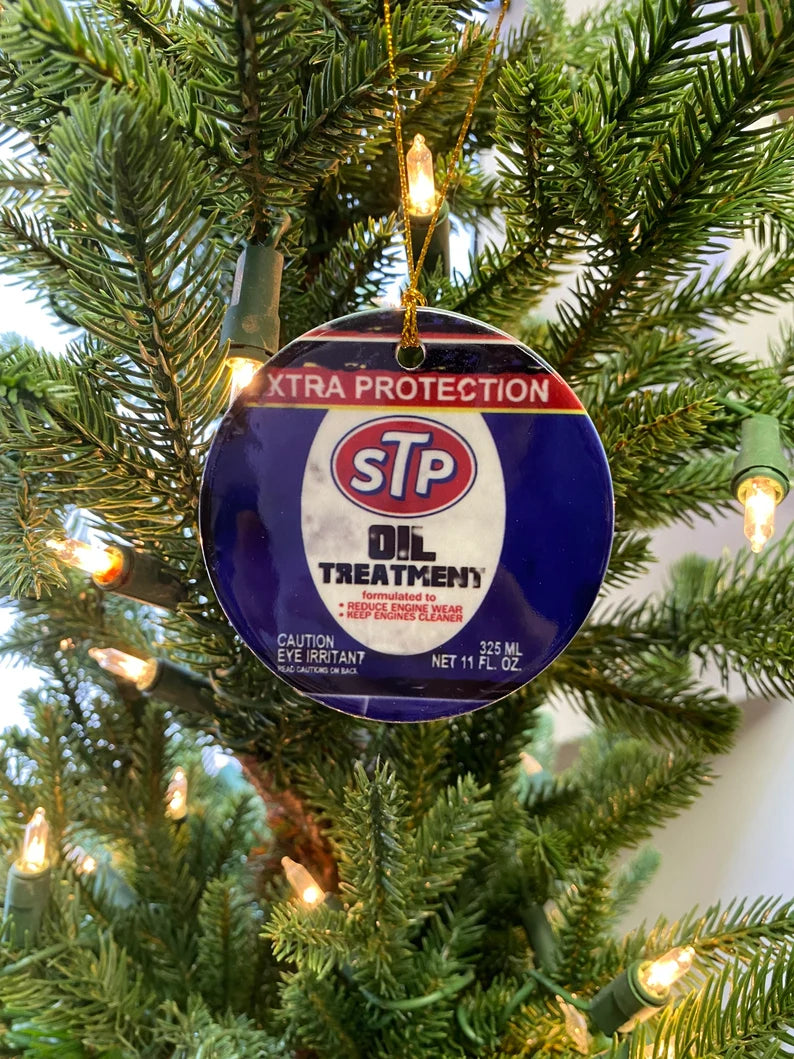 XTRA PROTECTION
STP
OIL
TREATMENT
formulated to
• REDUCE ENGINE WEAR
• KEEP ENGINES CLEANER
CAUTION
EYE IRRITANT
READ CAUTIONS ON BACK
325 ML
NET 11 FL. OZ.